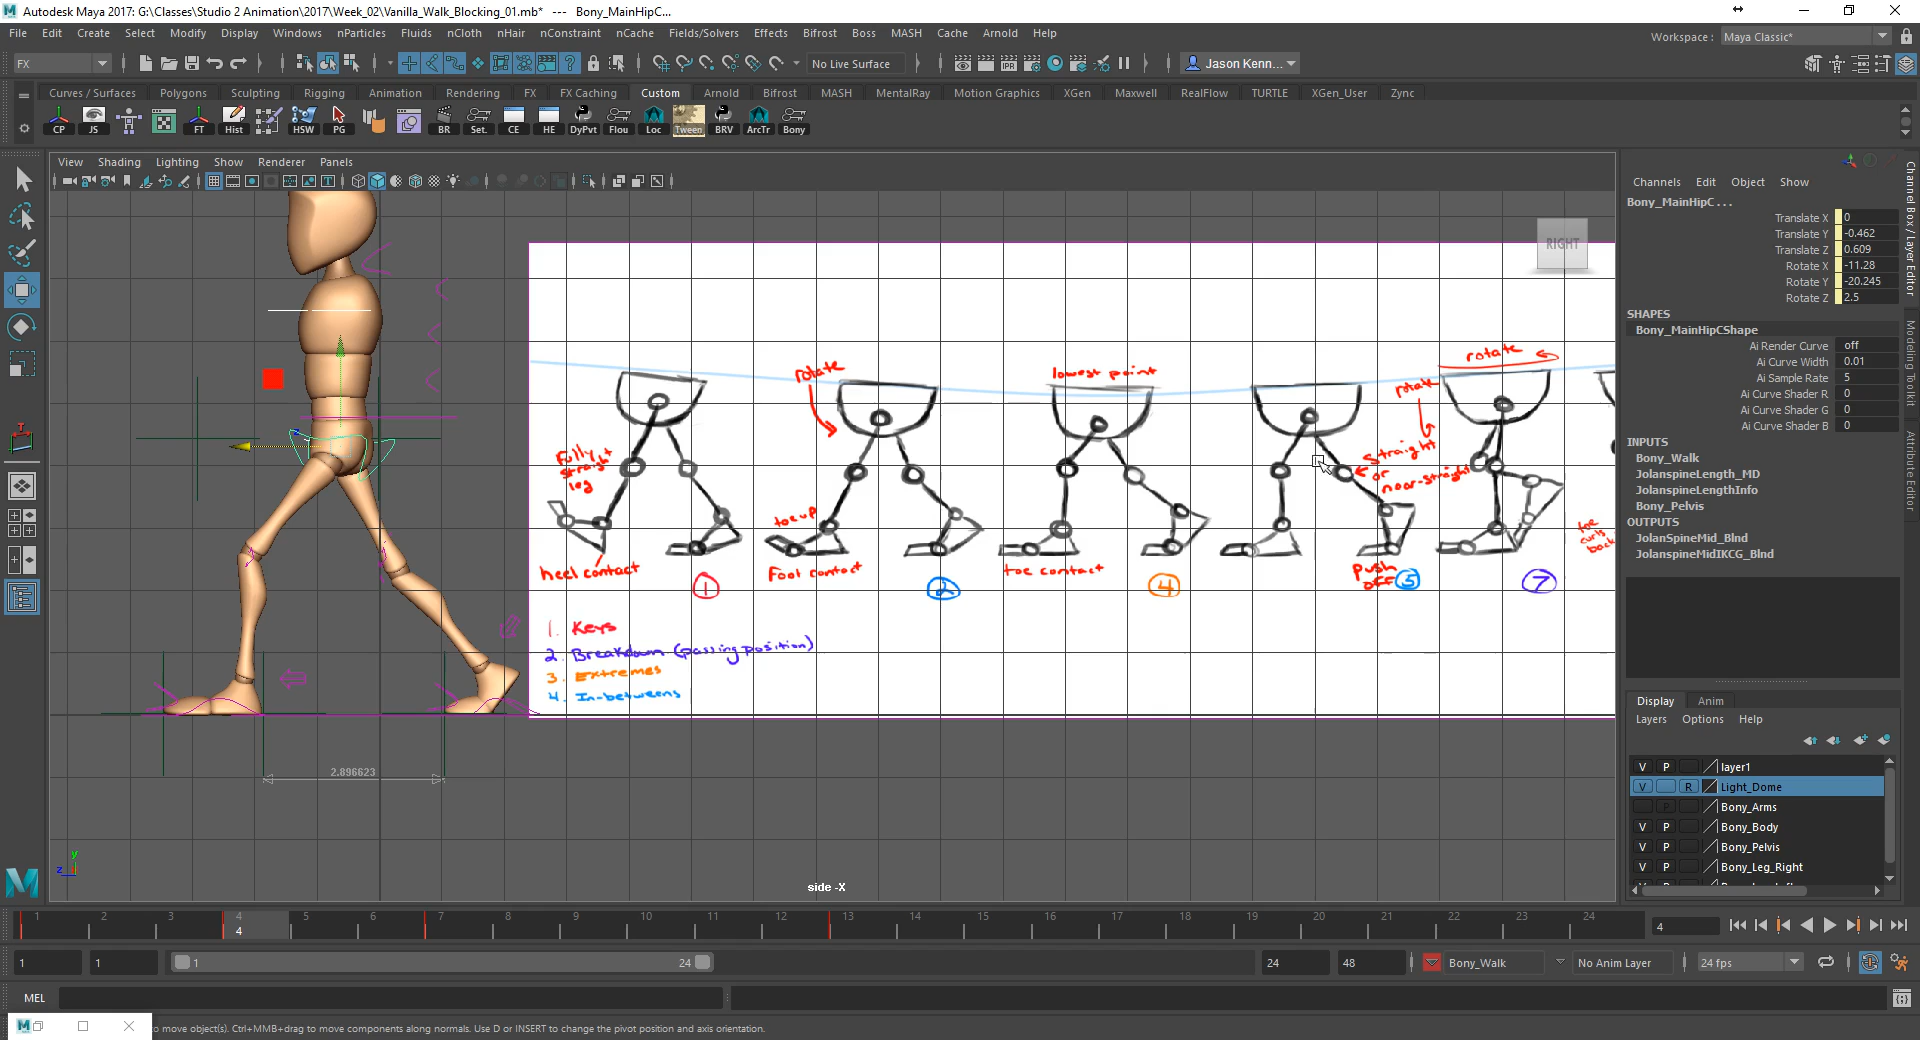 Autodesk Maya 2017: G:\Classes\Studio 2 Animation\2017\Week_02\Vanilla_Walk_Blocking_01.mb* --- Bony_MainHipC...
File Edit Create Select Modify Display Windows nParticles Fluids nCloth nHair nConstraint nCache Fields/Solvers Effects Bifrost Boss MASH Cache Arnold Help
Workspace : Maya Classic*
FX
No Live Surface
Jason Kenn...
Curves / Surfaces Polygons Sculpting Rigging Animation Rendering FX FX Caching Custom Arnold Bifrost MASH MentalRay Motion Graphics XGen Maxwell RealFlow TURTLE XGen_User Zync
CP JS FT Hist HSW PG BR Set. CE HE DyPvt Flou Loc Tween BRV ArcTr Bony
View Shading Lighting Show Renderer Panels
RIGHT
rotate
lowest point
rotate
rotate
Fully
straight
leg
Straight
or
near-straight
toe up
toe
curls
back
heel contact
Foot contact
toe contact
push
off
1
2
4
5
7
1. Keys
2. Breakdown (passing position)
3. Extremes
4. In-betweens
2.896623
side -X
y
z
Channels Edit Object Show
Bony_MainHipC . . .
Translate X 0
Translate Y -0.462
Translate Z 0.609
Rotate X -11.28
Rotate Y -20.245
Rotate Z 2.5
SHAPES
Bony_MainHipCShape
Ai Render Curve off
Ai Curve Width 0.01
Ai Sample Rate 5
Ai Curve Shader R 0
Ai Curve Shader G 0
Ai Curve Shader B 0
INPUTS
Bony_Walk
JolanspineLength_MD
JolanspineLengthInfo
Bony_Pelvis
OUTPUTS
JolanSpineMid_Blnd
JolanspineMidIKCG_Blnd
Channel Box / Layer Editor
Modeling Toolkit
Attribute Editor
Display Anim
Layers Options Help
V P layer1
V R Light_Dome
P Bony_Arms
V P Bony_Body
V P Bony_Pelvis
V P Bony_Leg_Right
1 2 3 4 5 6 7 8 9 10 11 12 13 14 15 16 17 18 19 20 21 22 23 24
4
4
1 1 1 24 24 48 Bony_Walk No Anim Layer 24 fps
MEL
to move object(s). Ctrl+MMB+drag to move components along normals. Use D or INSERT to change the pivot position and axis orientation.